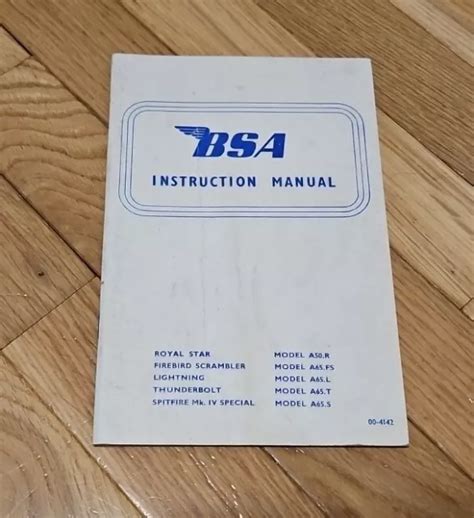 BSA
INSTRUCTION MANUAL
ROYAL STAR MODEL A50.R
FIREBIRD SCRAMBLER MODEL A65.FS
LIGHTNING MODEL A65.L
THUNDERBOLT MODEL A65.T
SPITFIRE Mk. IV SPECIAL MODEL A65.S
00-4142